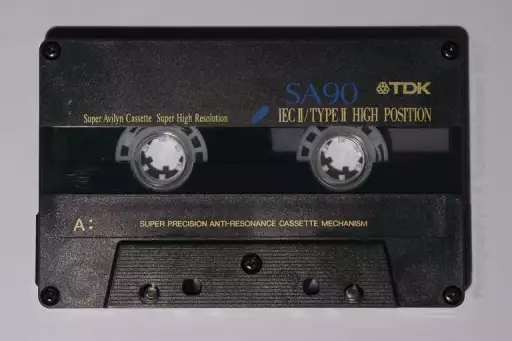 SA90 TDK
Super Avilyn Cassette Super High Resolution IEC II/TYPE II HIGH POSITION
A:
SUPER PRECISION ANTI-RESONANCE CASSETTE MECHANISM